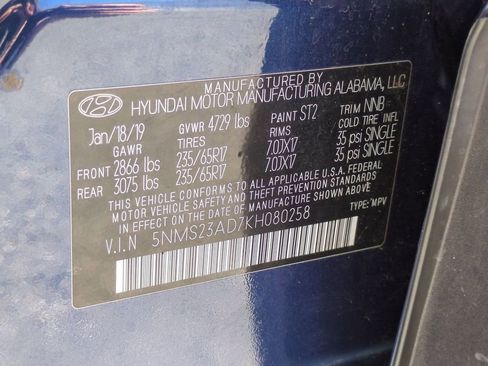 MANUFACTURED BY
HYUNDAI MOTOR MANUFACTURING ALABAMA, LLC
Jan/18/19 GVWR 4729 lbs PAINT ST2 TRIM NNB
GAWR TIRES RIMS COLD TIRE INFL
FRONT 2866 lbs 235/65R17 7.0JX17 35 psi SINGLE
REAR 3075 lbs 235/65R17 7.0JX17 35 psi SINGLE
THIS VEHICLE CONFORMS TO ALL APPLICABLE U.S.A. FEDERAL
MOTOR VEHICLE SAFETY AND THEFT PREVENTION STANDARDS IN
EFFECT ON THE DATE OF MANUFACTURE SHOWN ABOVE.
V.I.N 5NMS23AD7KH080258 TYPE: MPV